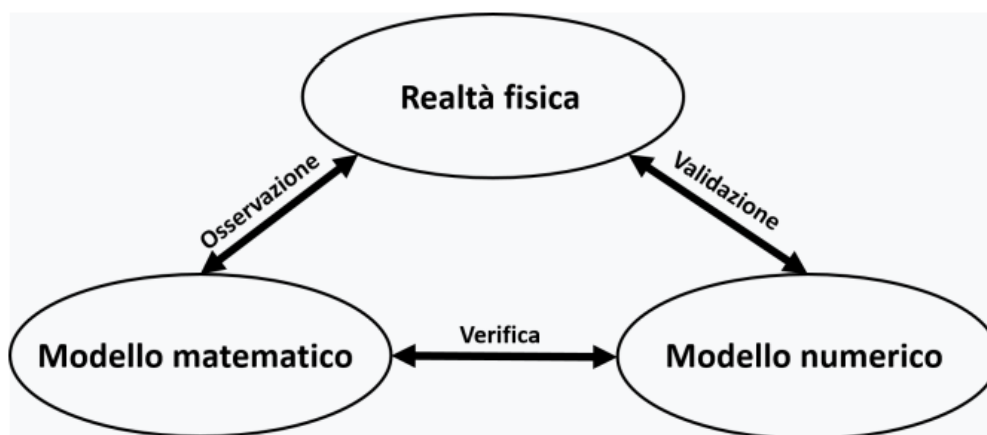 Realtà fisica
Osservazione
Validazione
Modello matematico
Verifica
Modello numerico